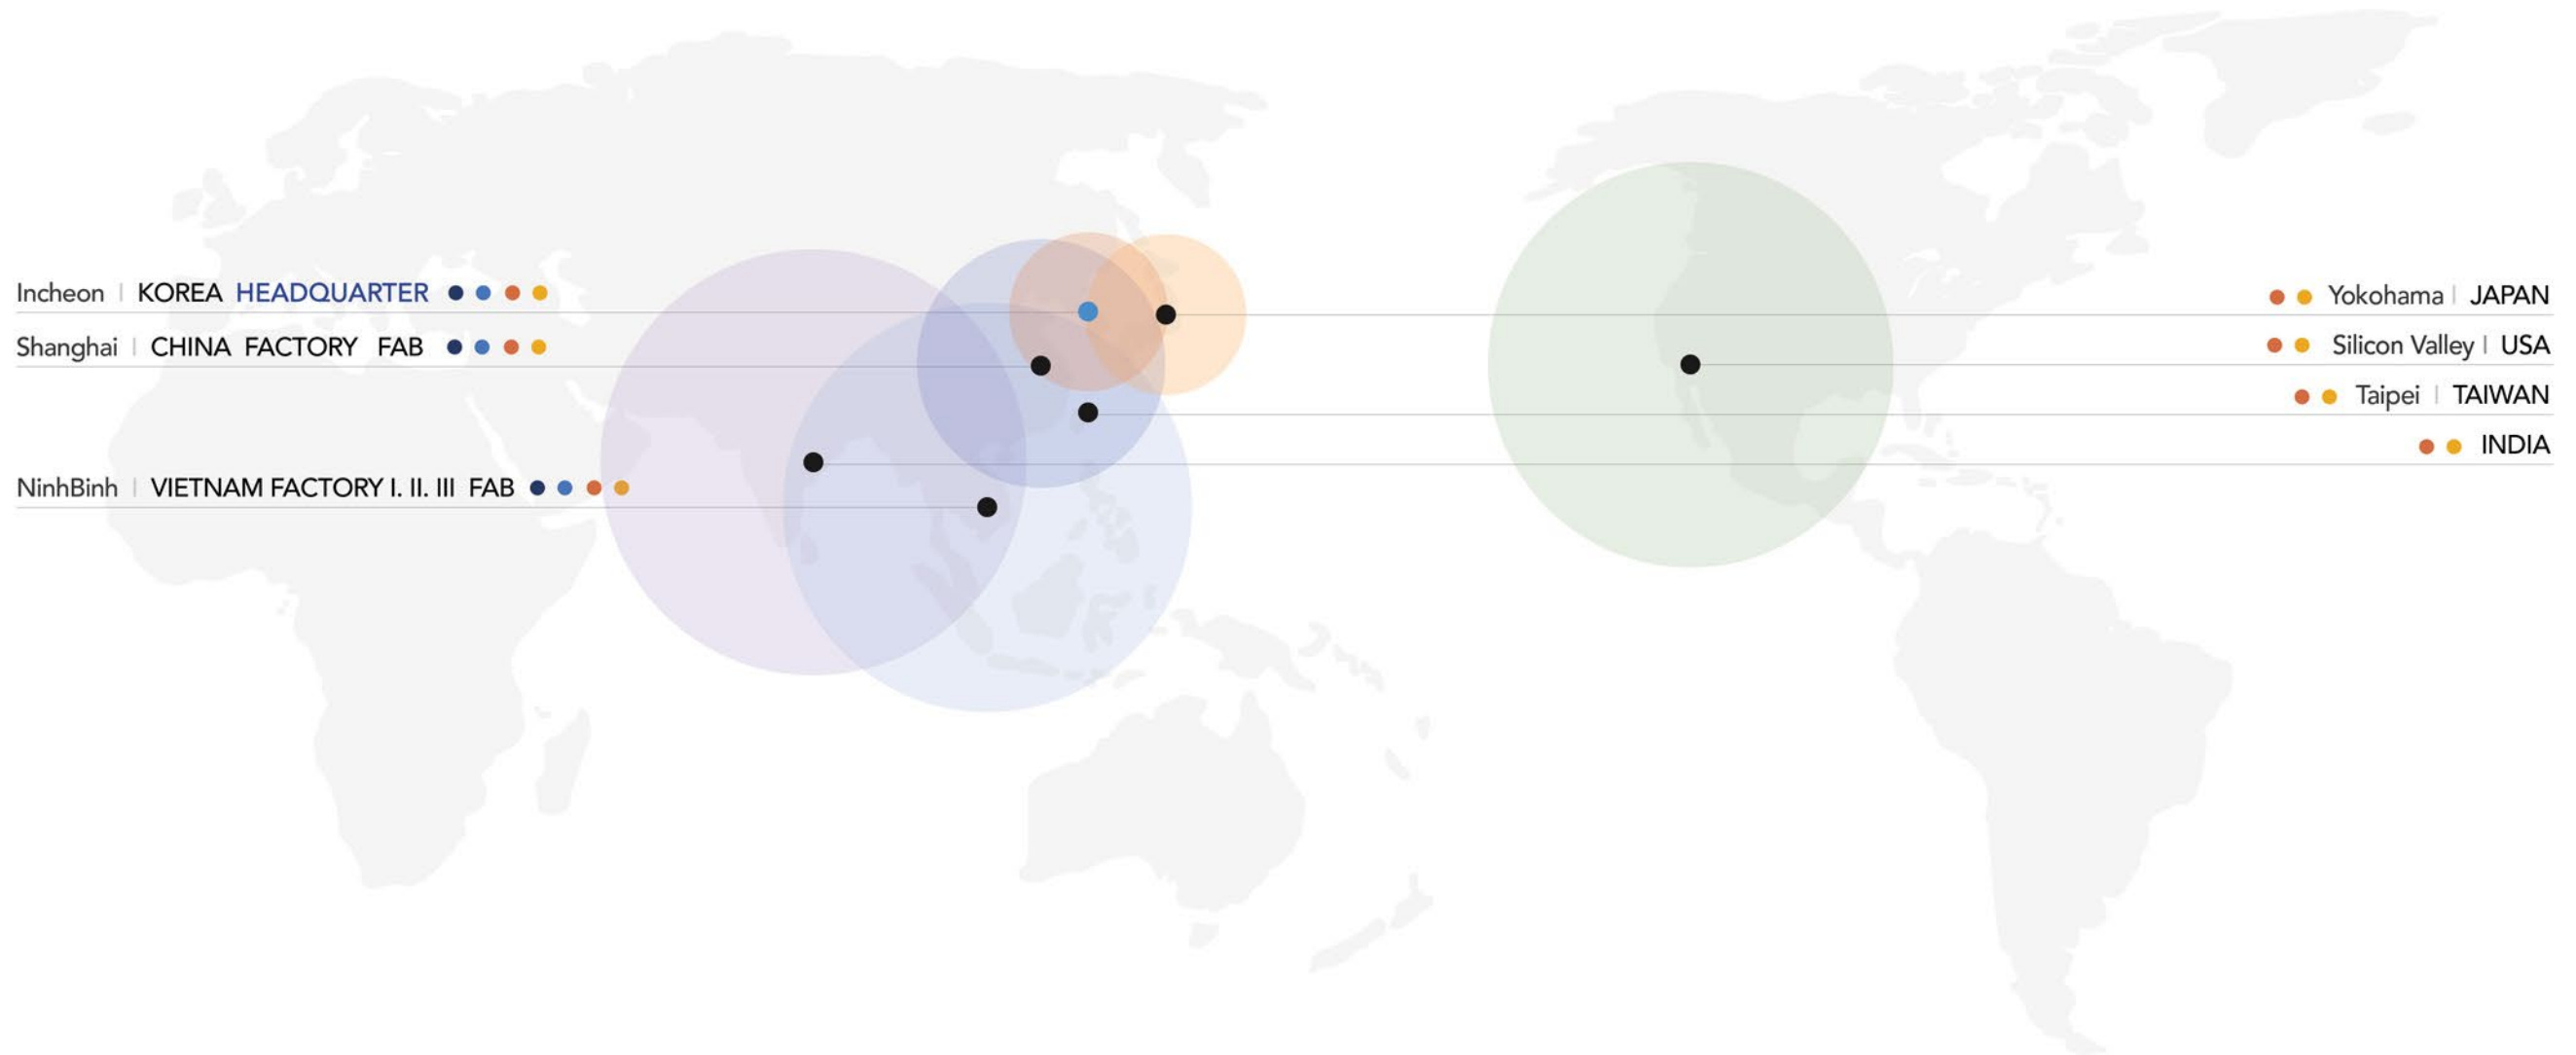 Incheon | KOREA HEADQUARTER
Shanghai | CHINA FACTORY FAB
NinhBinh | VIETNAM FACTORY I. II. III FAB
Yokohama | JAPAN
Silicon Valley | USA
Taipei | TAIWAN
INDIA